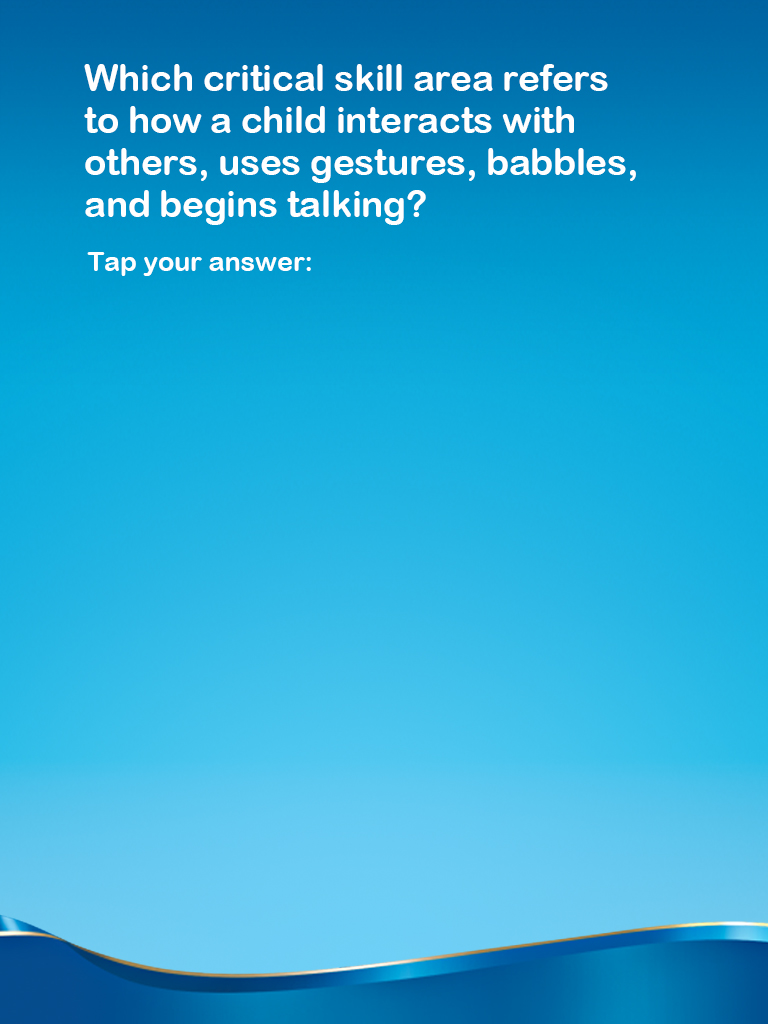 Which critical skill area refers
to how a child interacts with
others, uses gestures, babbles,
and begins talking?
Tap your answer: